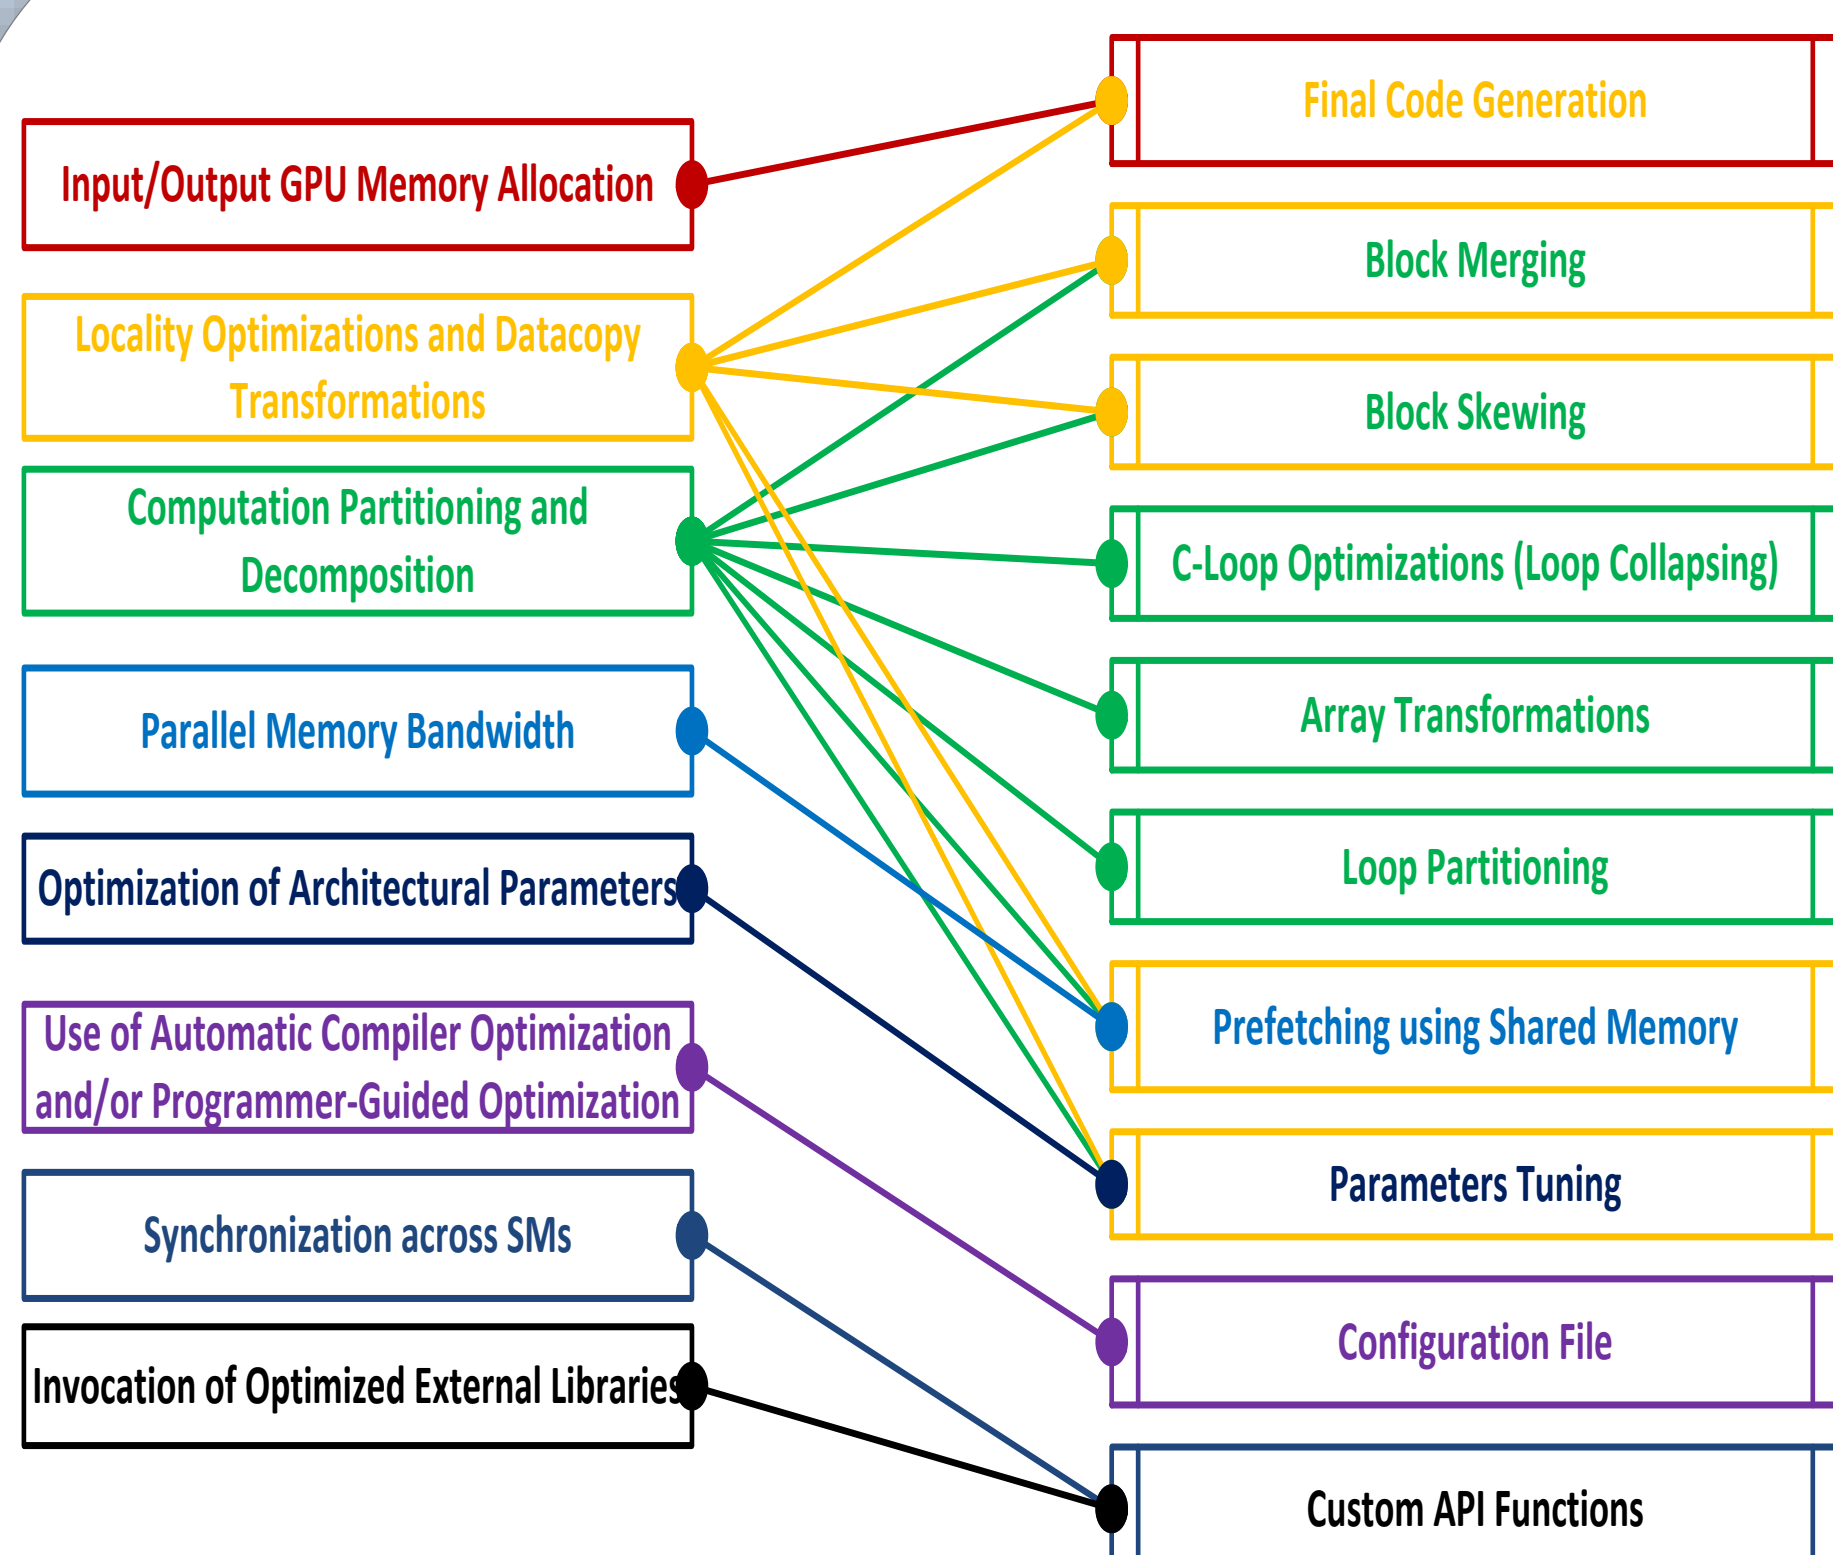 Input/Output GPU Memory Allocation
Locality Optimizations and Datacopy
Transformations
Computation Partitioning and
Decomposition
Parallel Memory Bandwidth
Optimization of Architectural Parameters
Use of Automatic Compiler Optimization
and/or Programmer-Guided Optimization
Synchronization across SMs
Invocation of Optimized External Libraries
Final Code Generation
Block Merging
Block Skewing
C-Loop Optimizations (Loop Collapsing)
Array Transformations
Loop Partitioning
Prefetching using Shared Memory
Parameters Tuning
Configuration File
Custom API Functions